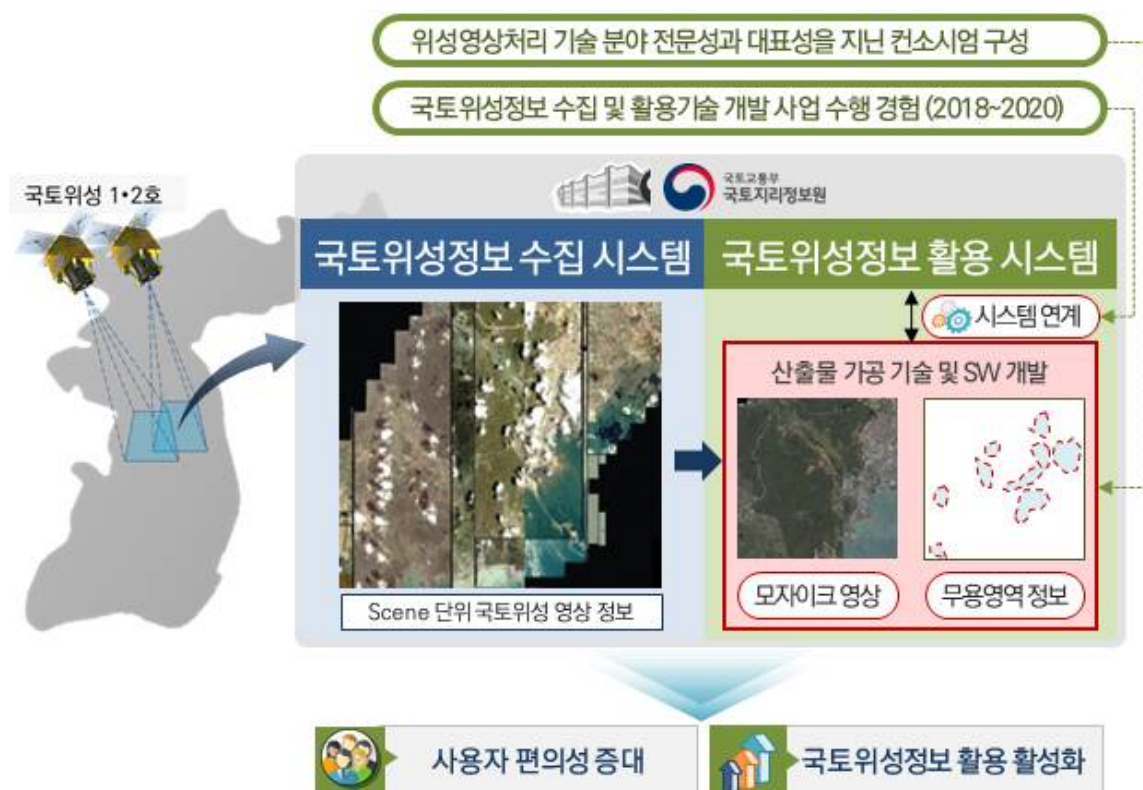 위성영상처리 기술 분야 전문성과 대표성을 지닌 컨소시엄 구성
국토위성정보 수집 및 활용기술 개발 사업 수행 경험 (2018~2020)
국토위성 1•2호
국토교통부
국토지리정보원
국토위성정보 수집 시스템
국토위성정보 활용 시스템
시스템 연계
산출물 가공 기술 및 SW 개발
모자이크 영상
무용영역 정보
Scene 단위 국토위성 영상 정보
사용자 편의성 증대
국토위성정보 활용 활성화